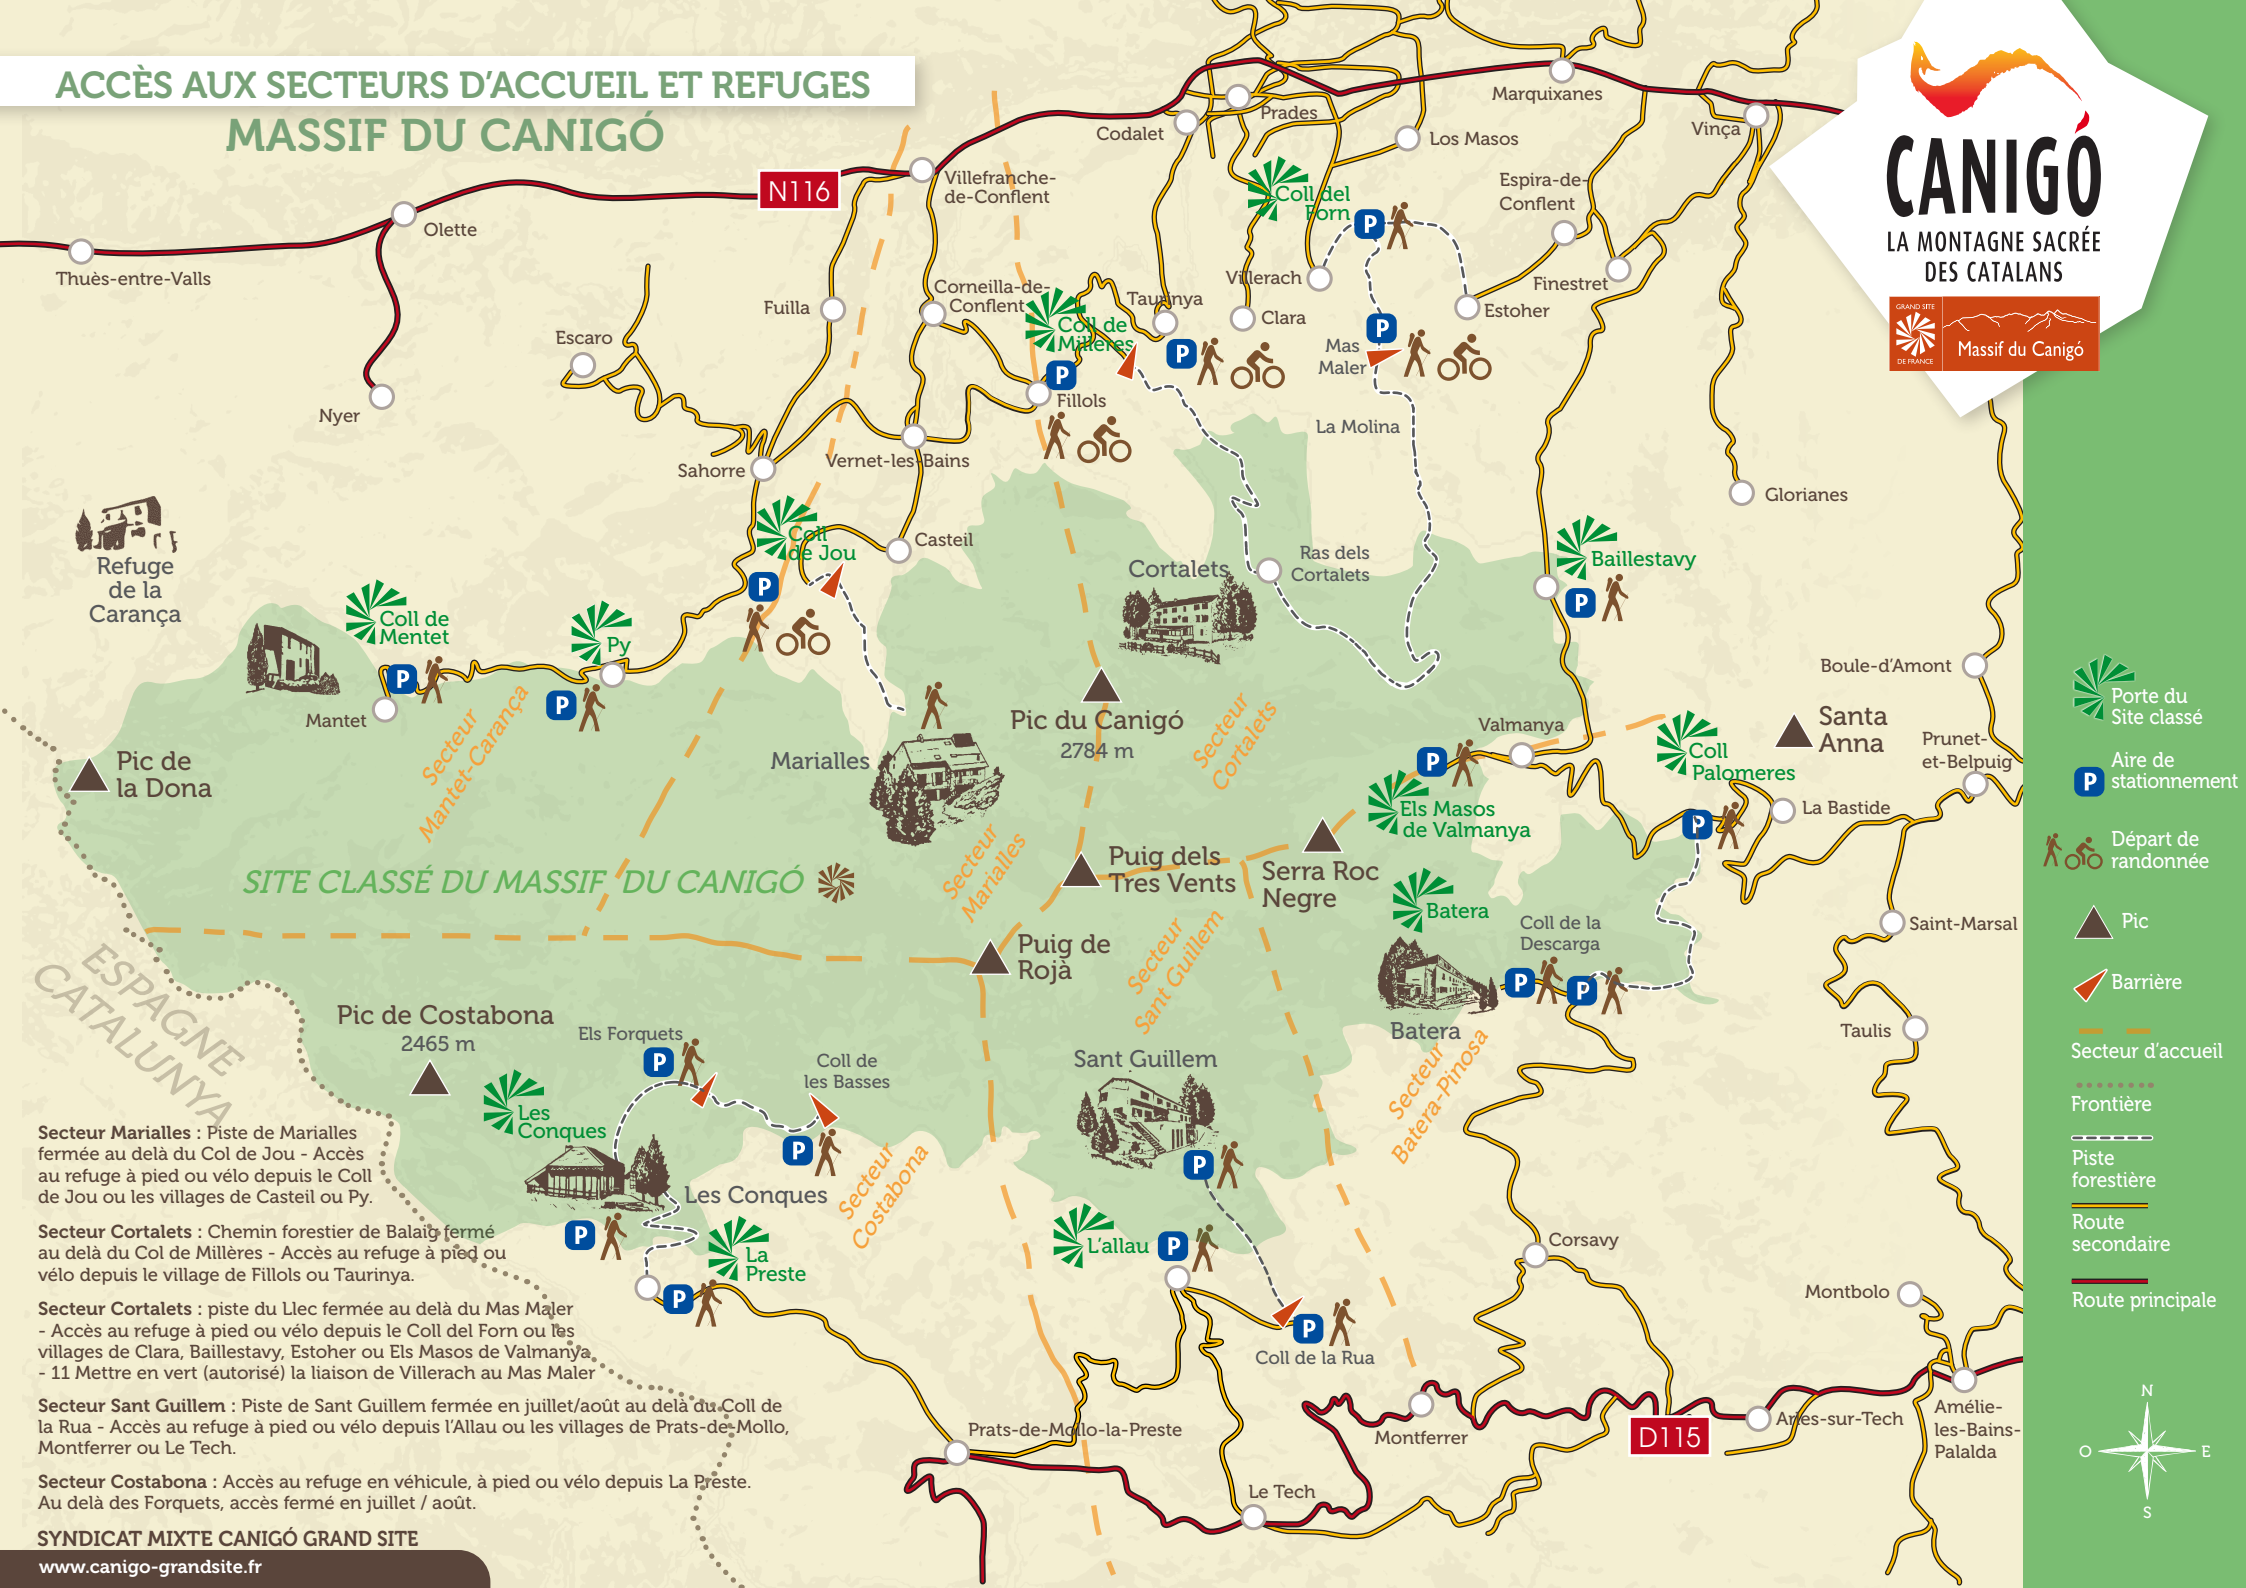 ACCÈS AUX SECTEURS D'ACCUEIL ET REFUGES
MASSIF DU CANIGÓ
CANIGÓ
LA MONTAGNE SACRÉE
DES CATALANS
GRAND SITE
DE FRANCE
Massif du Canigó
N116
Thuès-entre-Valls
Olette
Nyer
Villefranche-
de-Conflent
Codalet
Prades
Marquixanes
Los Masos
Vinça
Espira-de-
Conflent
Coll del
Forn
P
Villerach
Clara
Estoher
Finestret
Fuilla
Corneilla-de-
Conflent
Coll de
Millères
Taurinya
P
P
P
Mas
Maler
Escaro
Fillols
La Molina
Sahorre
Vernet-les-Bains
Glorianes
Casteil
Coll
de Jou
P
Refuge
de la
Carança
Cortalets
Ras dels
Cortalets
Baillestavy
P
Coll de
Mentet
P
Mantet
Py
P
Boule-d'Amont
Pic de
la Dona
Secteur
Mantet-Carança
Marialles
Pic du Canigó
2784 m
Secteur
Cortalets
Valmanya
P
Coll
Palomeres
Santa
Anna
Prunet-
et-Belpuig
Els Masos
de Valmanya
La Bastide
P
SITE CLASSÉ DU MASSIF DU CANIGÓ
Secteur
Marialles
Puig dels
Tres Vents
Serra Roc
Negre
Batera
Coll de la
Descarga
P
P
Saint-Marsal
Puig de
Rojà
Secteur
Sant Guillem
Batera
Secteur
Batera-Pinosa
Taulis
ESPAGNE
CATALUNYA
Pic de Costabona
2465 m
Els Forquets
P
Coll de
les Basses
P
Les
Conques
Les Conques
P
Secteur
Costabona
Sant Guillem
P
L'allau
P
La
Preste
P
P
Coll de la Rua
Corsavy
Montbolo
Prats-de-Mollo-la-Preste
Montferrer
D115
Arles-sur-Tech
Amélie-
les-Bains-
Palalda
Le Tech
Secteur Marialles : Piste de Marialles
fermée au delà du Col de Jou - Accès
au refuge à pied ou vélo depuis le Coll
de Jou ou les villages de Casteil ou Py.
Secteur Cortalets : Chemin forestier de Balaig fermé
au delà du Col de Millères - Accès au refuge à pied ou
vélo depuis le village de Fillols ou Taurinya.
Secteur Cortalets : piste du Llec fermée au delà du Mas Maler
- Accès au refuge à pied ou vélo depuis le Coll del Forn ou les
villages de Clara, Baillestavy, Estoher ou Els Masos de Valmanya
- 11 Mettre en vert (autorisé) la liaison de Villerach au Mas Maler
Secteur Sant Guillem : Piste de Sant Guillem fermée en juillet/août au delà du Coll de
la Rua - Accès au refuge à pied ou vélo depuis l'Allau ou les villages de Prats-de-Mollo,
Montferrer ou Le Tech.
Secteur Costabona : Accès au refuge en véhicule, à pied ou vélo depuis La Preste.
Au delà des Forquets, accès fermé en juillet / août.
SYNDICAT MIXTE CANIGÓ GRAND SITE
www.canigo-grandsite.fr
Porte du
Site classé
P
Aire de
stationnement
Départ de
randonnée
Pic
Barrière
Secteur d'accueil
Frontière
Piste
forestière
Route
secondaire
Route principale
N
O
E
S